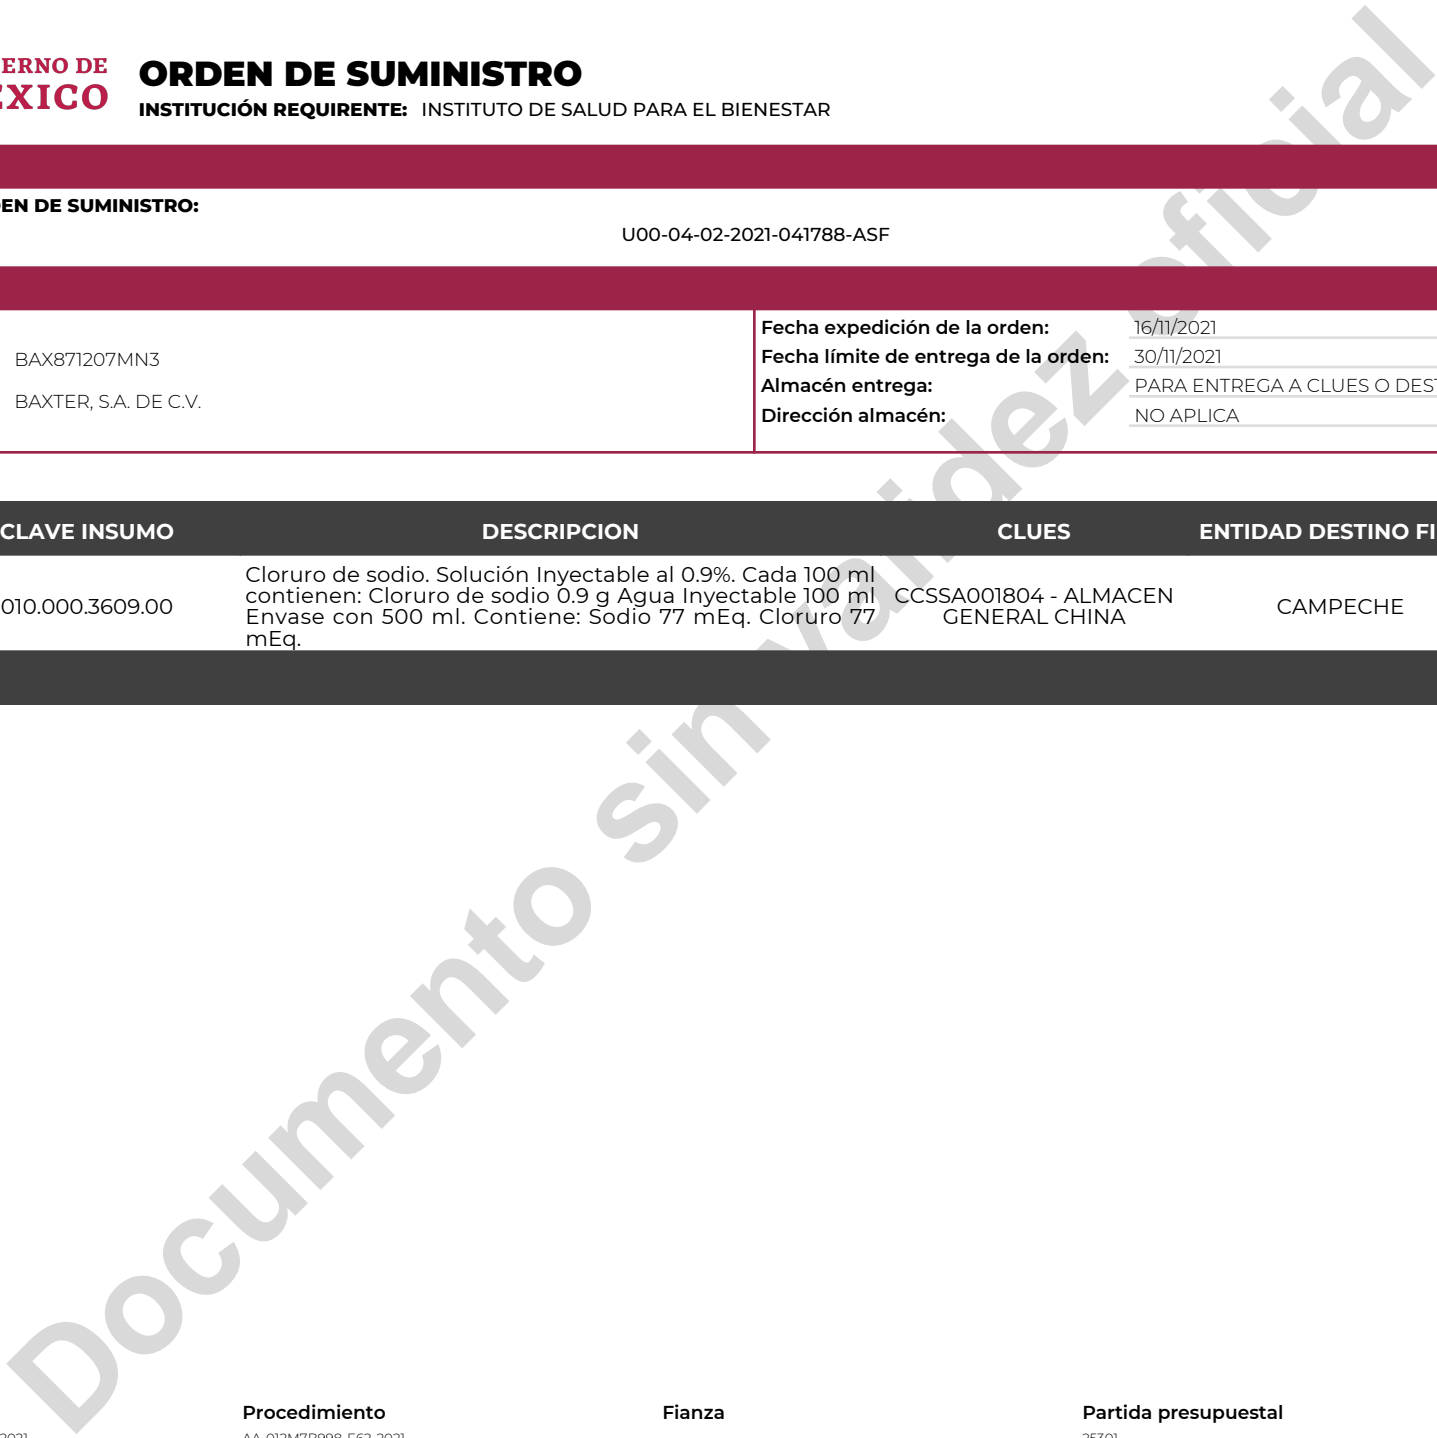 ERNO DE
XICO
ORDEN DE SUMINISTRO
INSTITUCIÓN REQUIRENTE: INSTITUTO DE SALUD PARA EL BIENESTAR
EN DE SUMINISTRO:
U00-04-02-2021-041788-ASF
BAX871207MN3
BAXTER, S.A. DE C.V.
Fecha expedición de la orden: 16/11/2021
Fecha límite de entrega de la orden: 30/11/2021
Almacén entrega: PARA ENTREGA A CLUES O DEST
Dirección almacén: NO APLICA
CLAVE INSUMO DESCRIPCION CLUES ENTIDAD DESTINO FI
010.000.3609.00
Cloruro de sodio. Solución Inyectable al 0.9%. Cada 100 ml
contienen: Cloruro de sodio 0.9 g Agua Inyectable 100 ml
Envase con 500 ml. Contiene: Sodio 77 mEq. Cloruro 77
mEq.
CCSSA001804 - ALMACEN
GENERAL CHINA
CAMPECHE
Documento sin validez oficial
Procedimiento Fianza Partida presupuestal